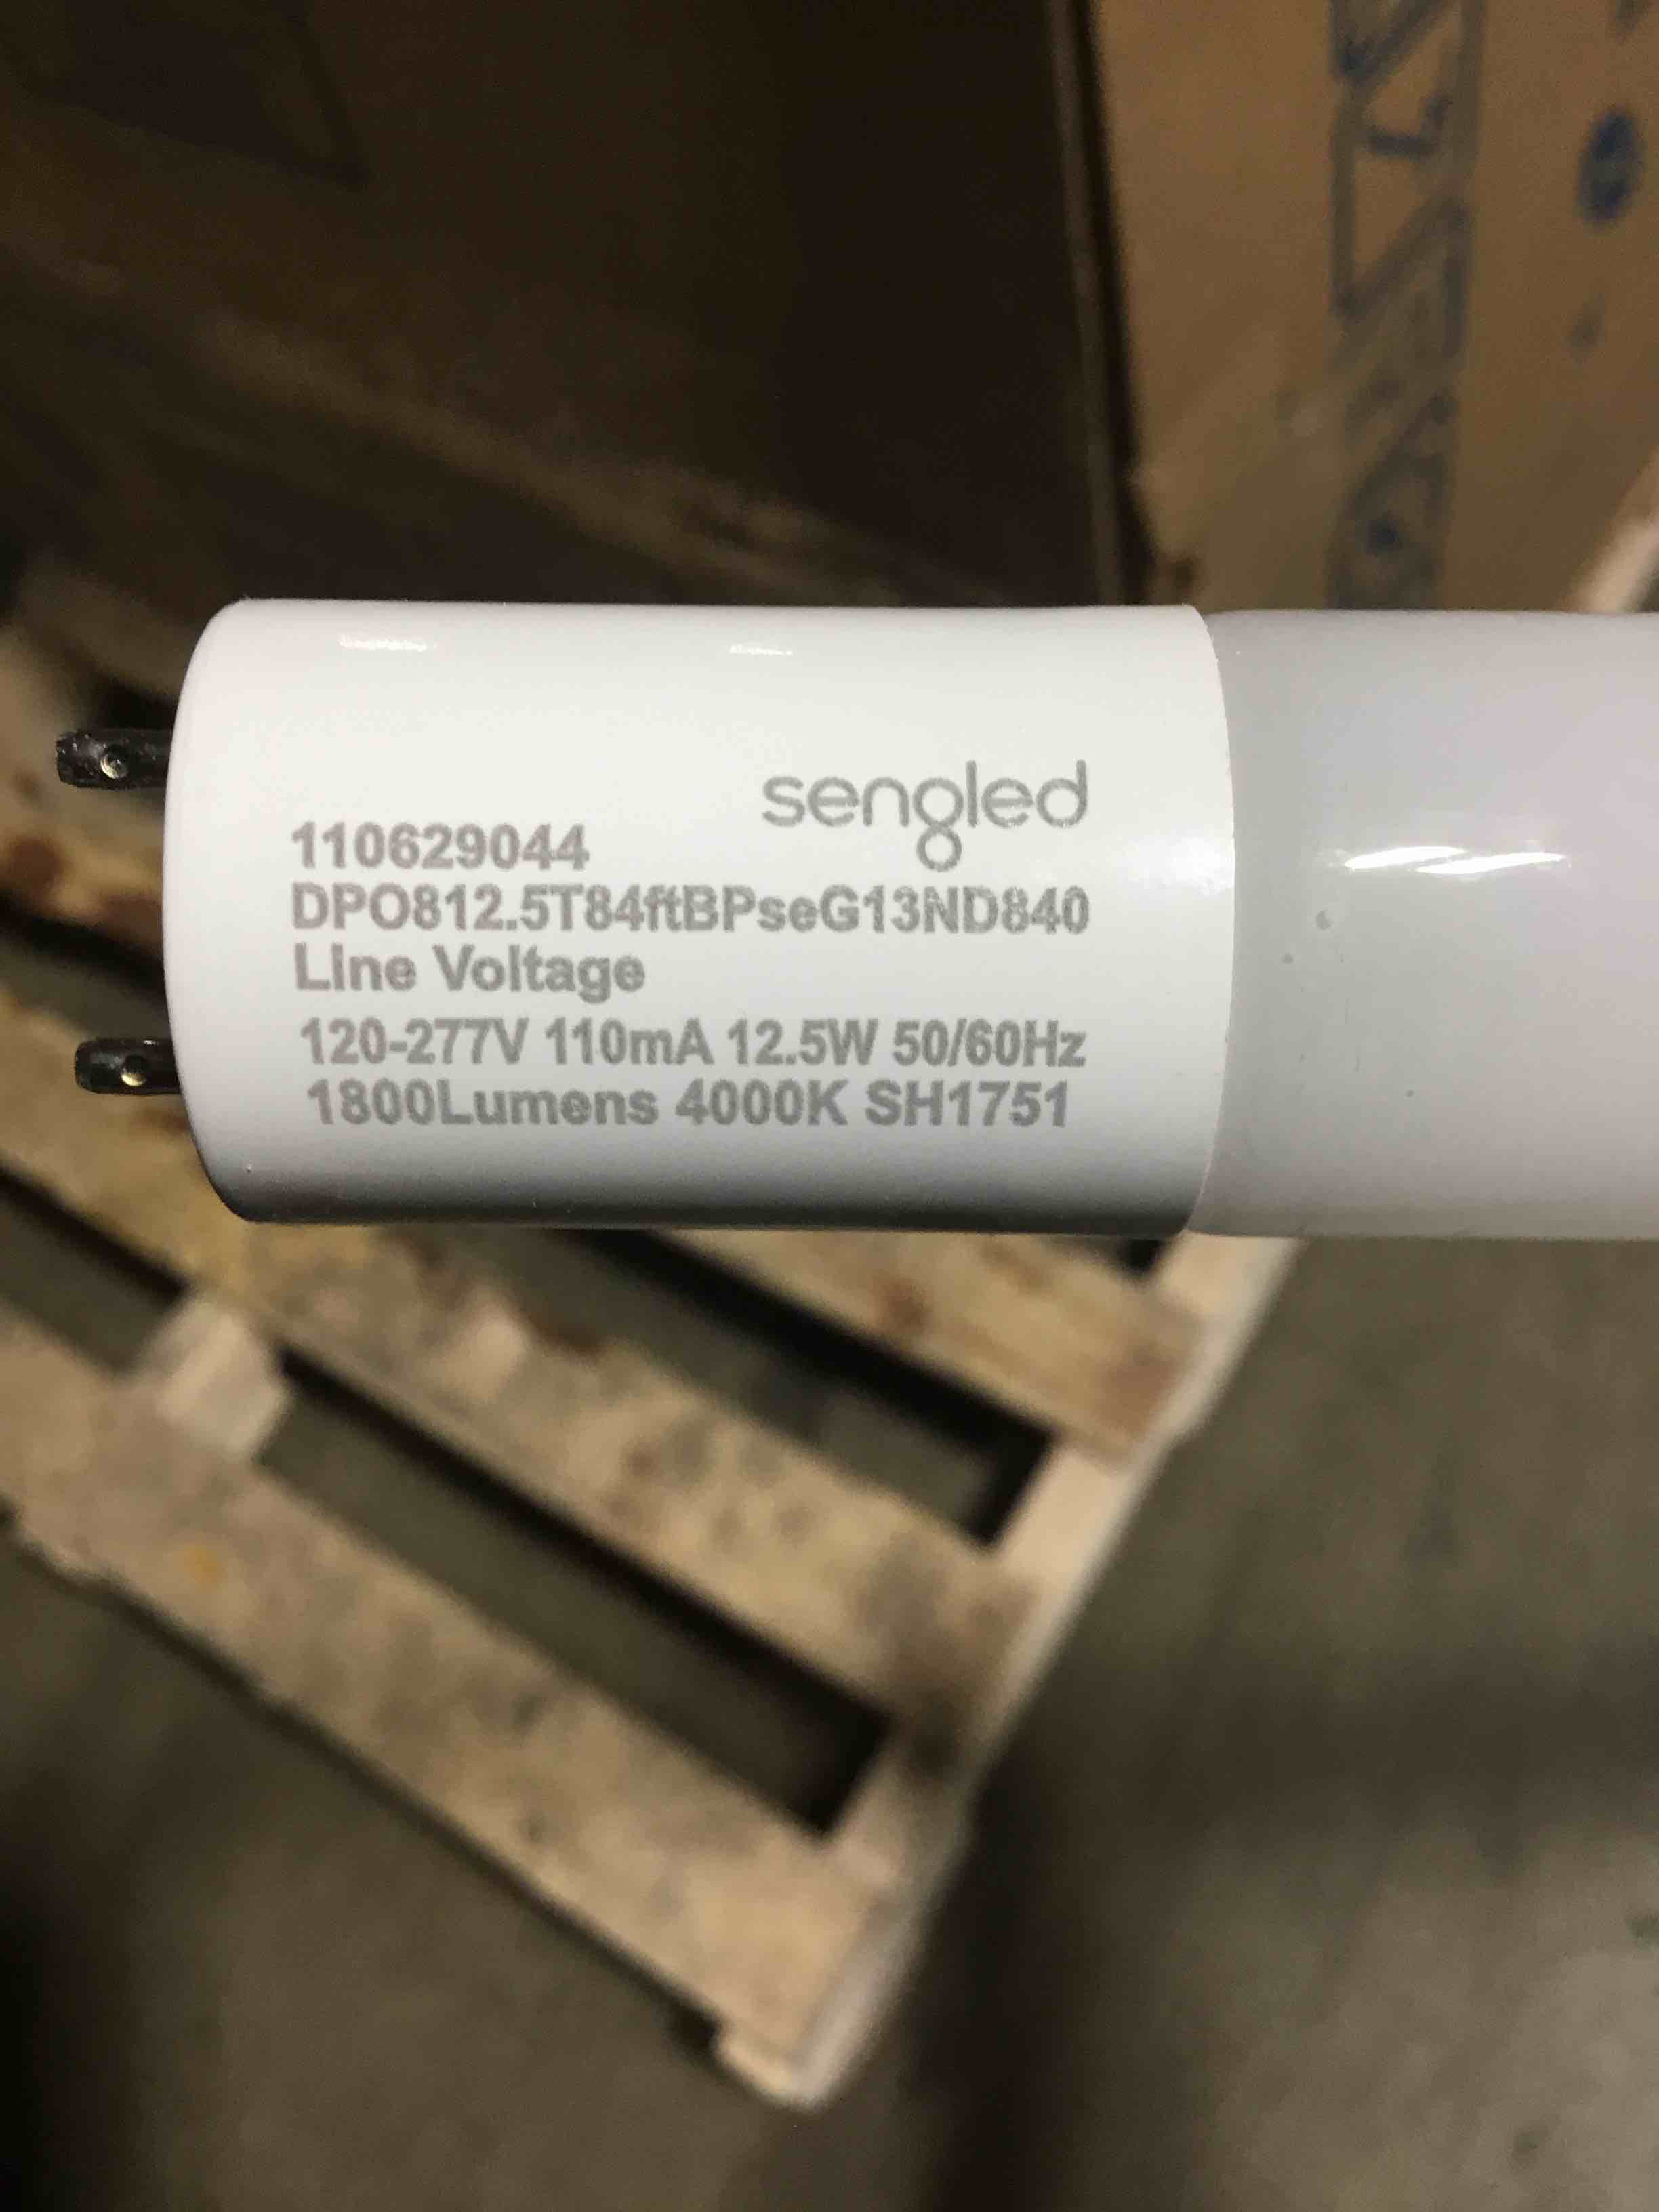 sengled
110629044
DPO812.5T84ftBPseG13ND840
LIne Voltage
120-277V 110mA 12.5W 50/60Hz
1800Lumens 4000K SH1751